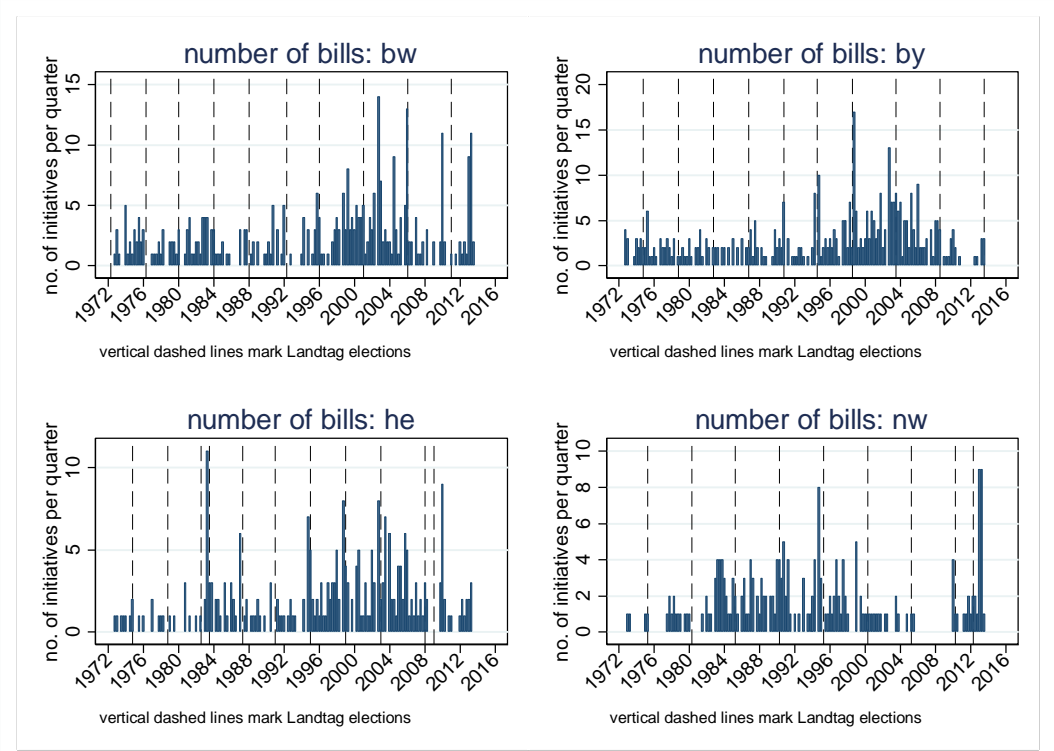 number of bills: bw
no. of initiatives per quarter
15
10
5
0
1972 1976 1980 1984 1988 1992 1996 2000 2004 2008 2012 2016
vertical dashed lines mark Landtag elections
number of bills: by
no. of initiatives per quarter
20
15
10
5
0
1972 1976 1980 1984 1988 1992 1996 2000 2004 2008 2012 2016
vertical dashed lines mark Landtag elections
number of bills: he
no. of initiatives per quarter
10
5
0
1972 1976 1980 1984 1988 1992 1996 2000 2004 2008 2012 2016
vertical dashed lines mark Landtag elections
number of bills: nw
no. of initiatives per quarter
10
8
6
4
2
0
1972 1976 1980 1984 1988 1992 1996 2000 2004 2008 2012 2016
vertical dashed lines mark Landtag elections